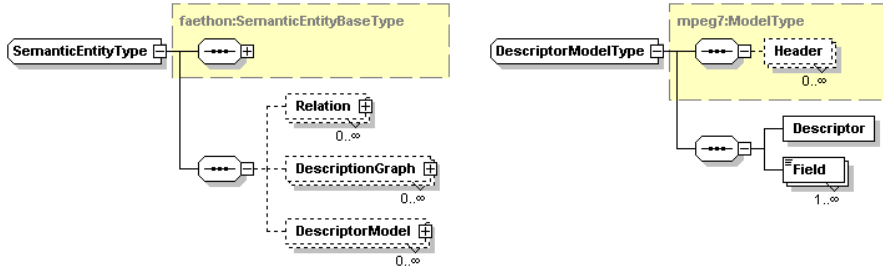 faethon:SemanticEntityBaseType
SemanticEntityType
Relation
0..∞
DescriptionGraph
0..∞
DescriptorModel
0..∞
mpeg7:ModelType
DescriptorModelType
Header
0..∞
Descriptor
Field
1..∞